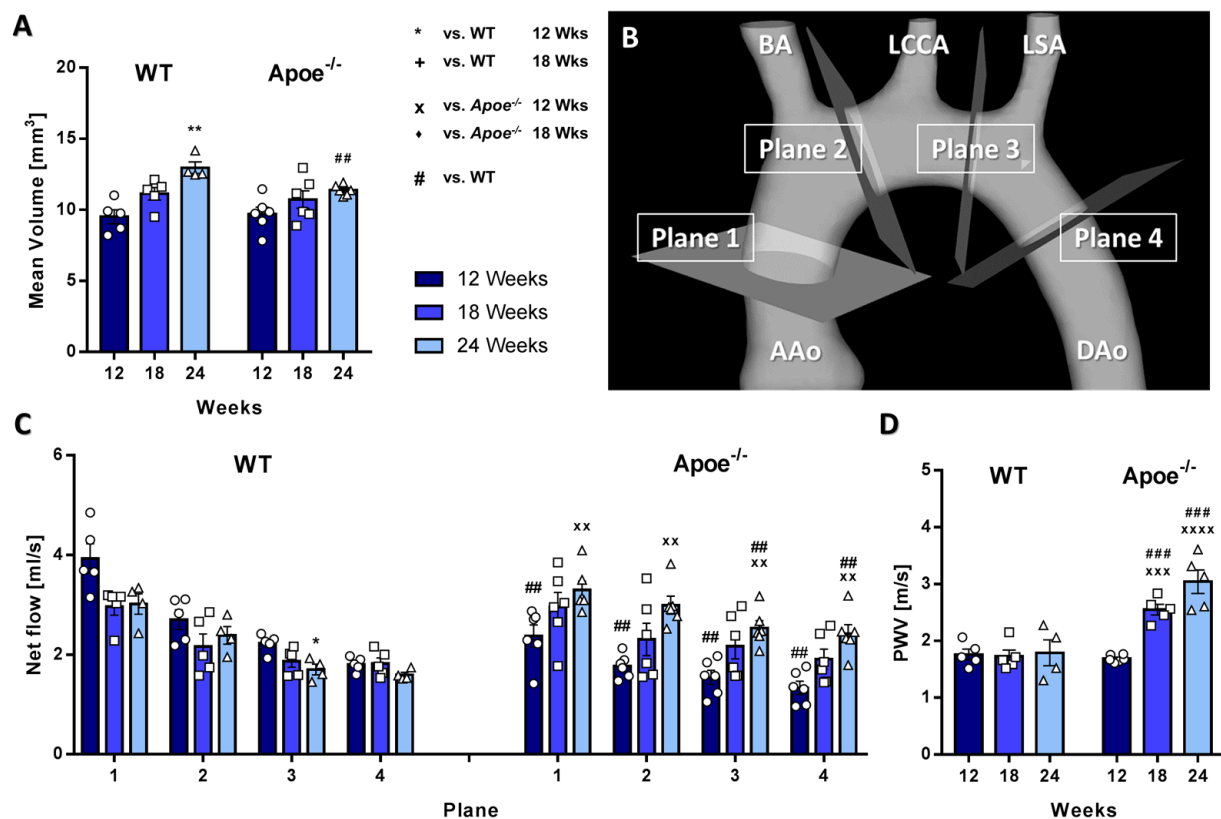 A
* vs. WT 12 Wks
+ vs. WT 18 Wks
x vs. Apoe-/- 12 Wks
♦ vs. Apoe-/- 18 Wks
# vs. WT
WT Apoe-/-
Mean Volume [mm3]
20
15
10
5
0
**
##
12 18 24 12 18 24
Weeks
12 Weeks
18 Weeks
24 Weeks
B
BA LCCA LSA
Plane 2 Plane 3
Plane 1 Plane 4
AAo DAo
C
WT Apoe-/-
Net flow [ml/s]
6
4
2
0
*
## xx
## xx
## ## xx
## ## xx
1 2 3 4 1 2 3 4
Plane
D
WT Apoe-/-
PWV [m/s]
5
4
3
2
1
0
### xxx
### xxxx
12 18 24 12 18 24
Weeks